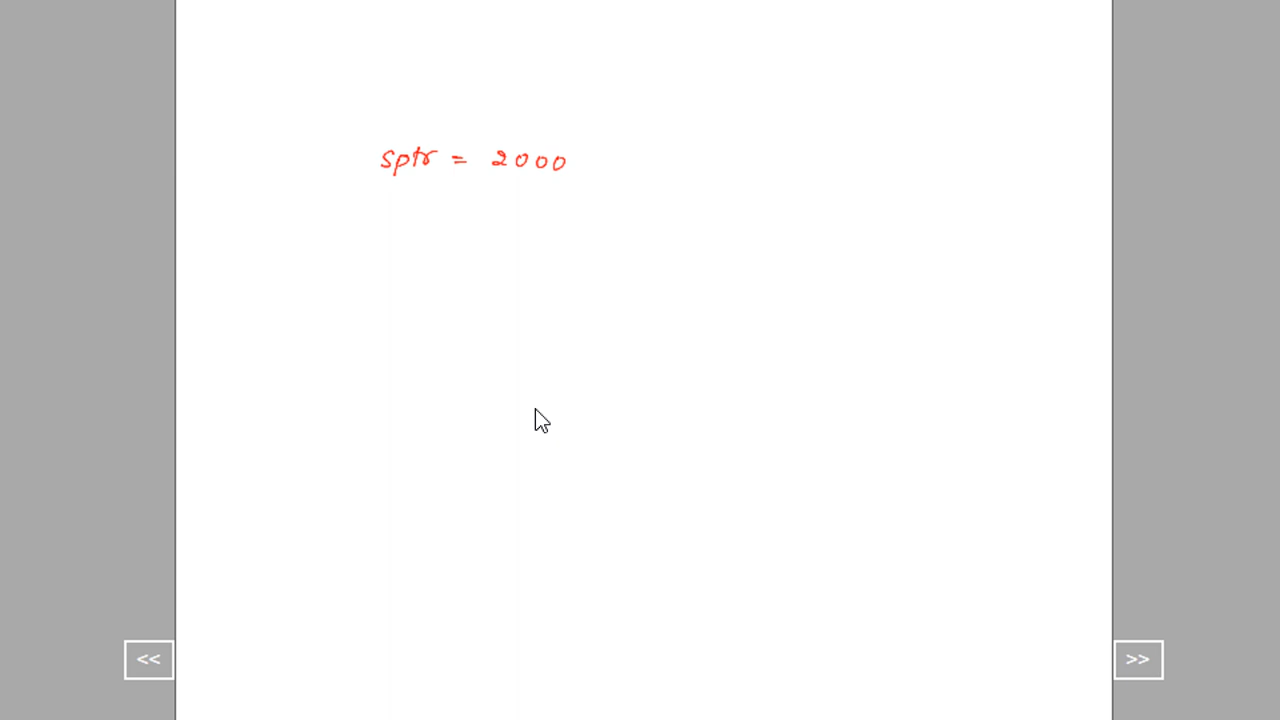 sptr = 2000
<< >>